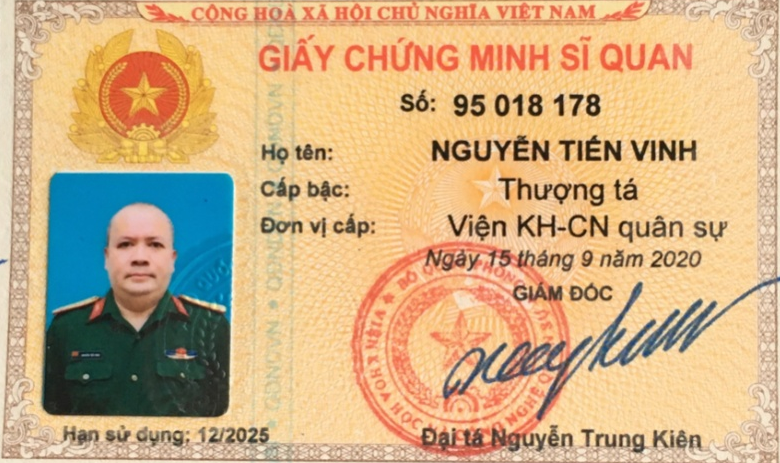 CỘNG HOÀ XÃ HỘI CHỦ NGHĨA VIỆT NAM
GIẤY CHỨNG MINH SĨ QUAN
Số: 95 018 178
Họ tên: NGUYỄN TIẾN VINH
Cấp bậc: Thượng tá
Đơn vị cấp: Viện KH-CN quân sự
Ngày 15 tháng 9 năm 2020
GIÁM ĐỐC
Hạn sử dụng: 12/2025
Đại tá Nguyễn Trung Kiên